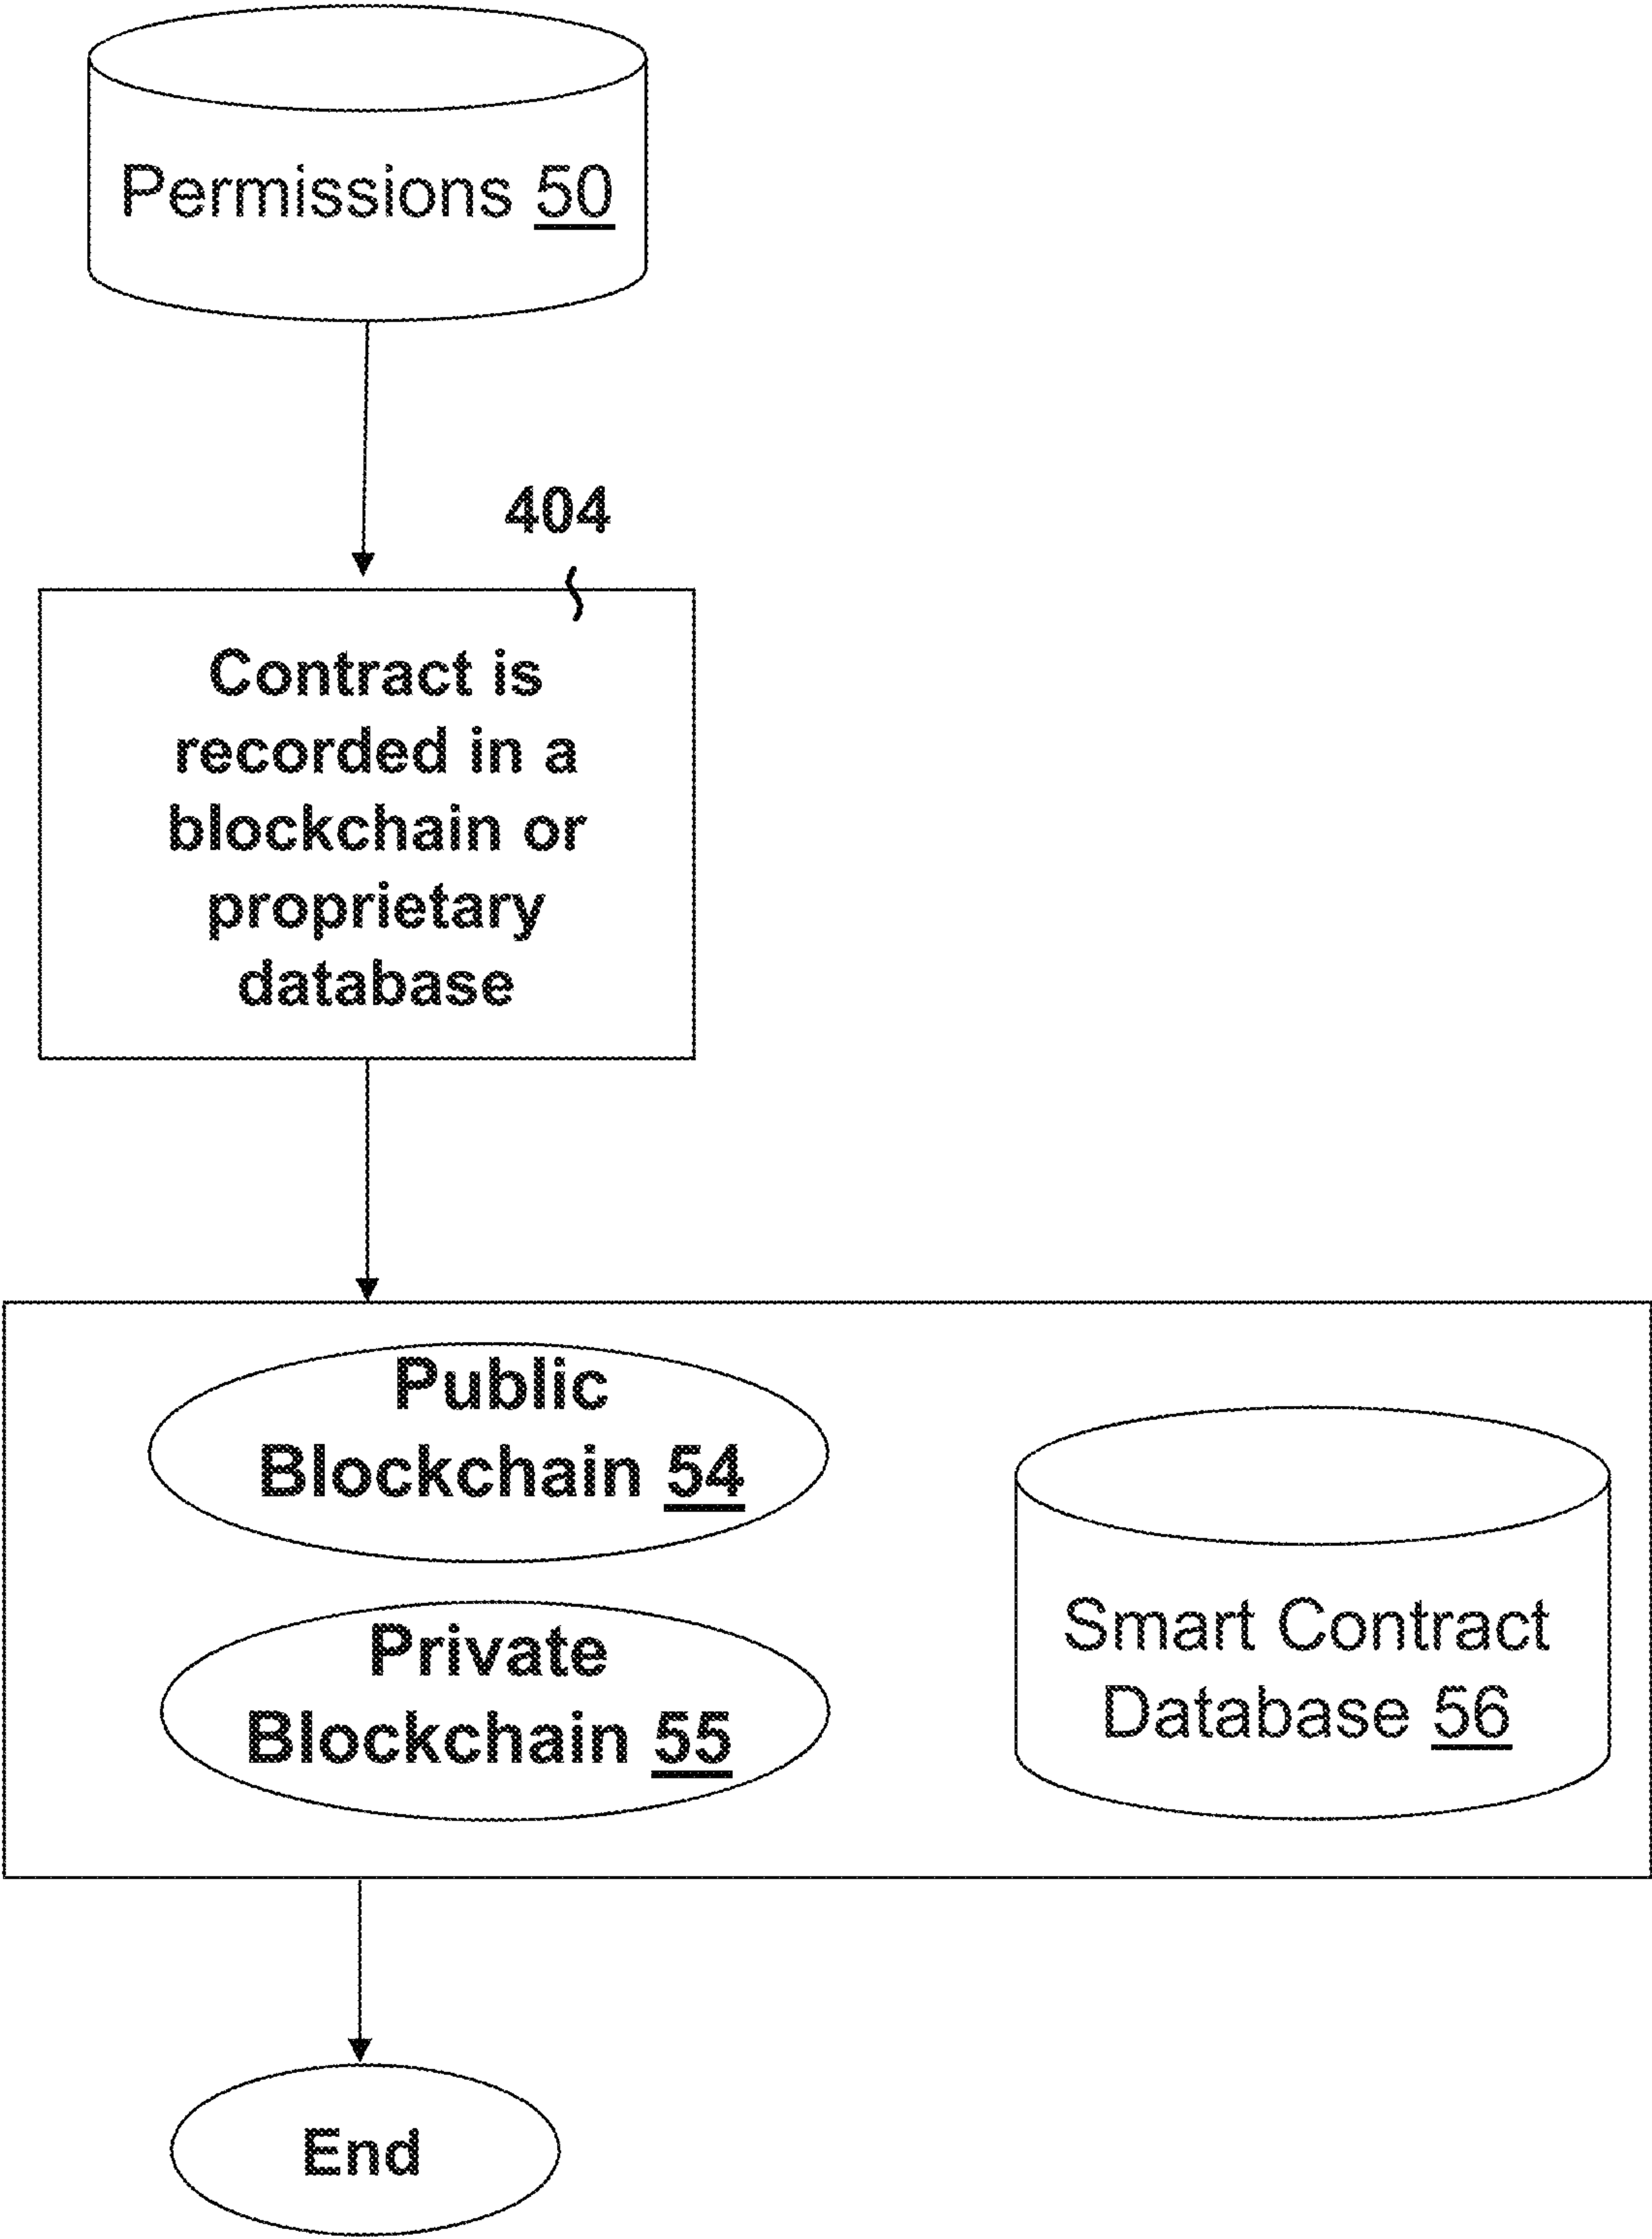 Permissions 50
404
Contract is
recorded in a
blockchain or
proprietary
database
Public
Blockchain 54
Private
Blockchain 55
Smart Contract
Database 56
End